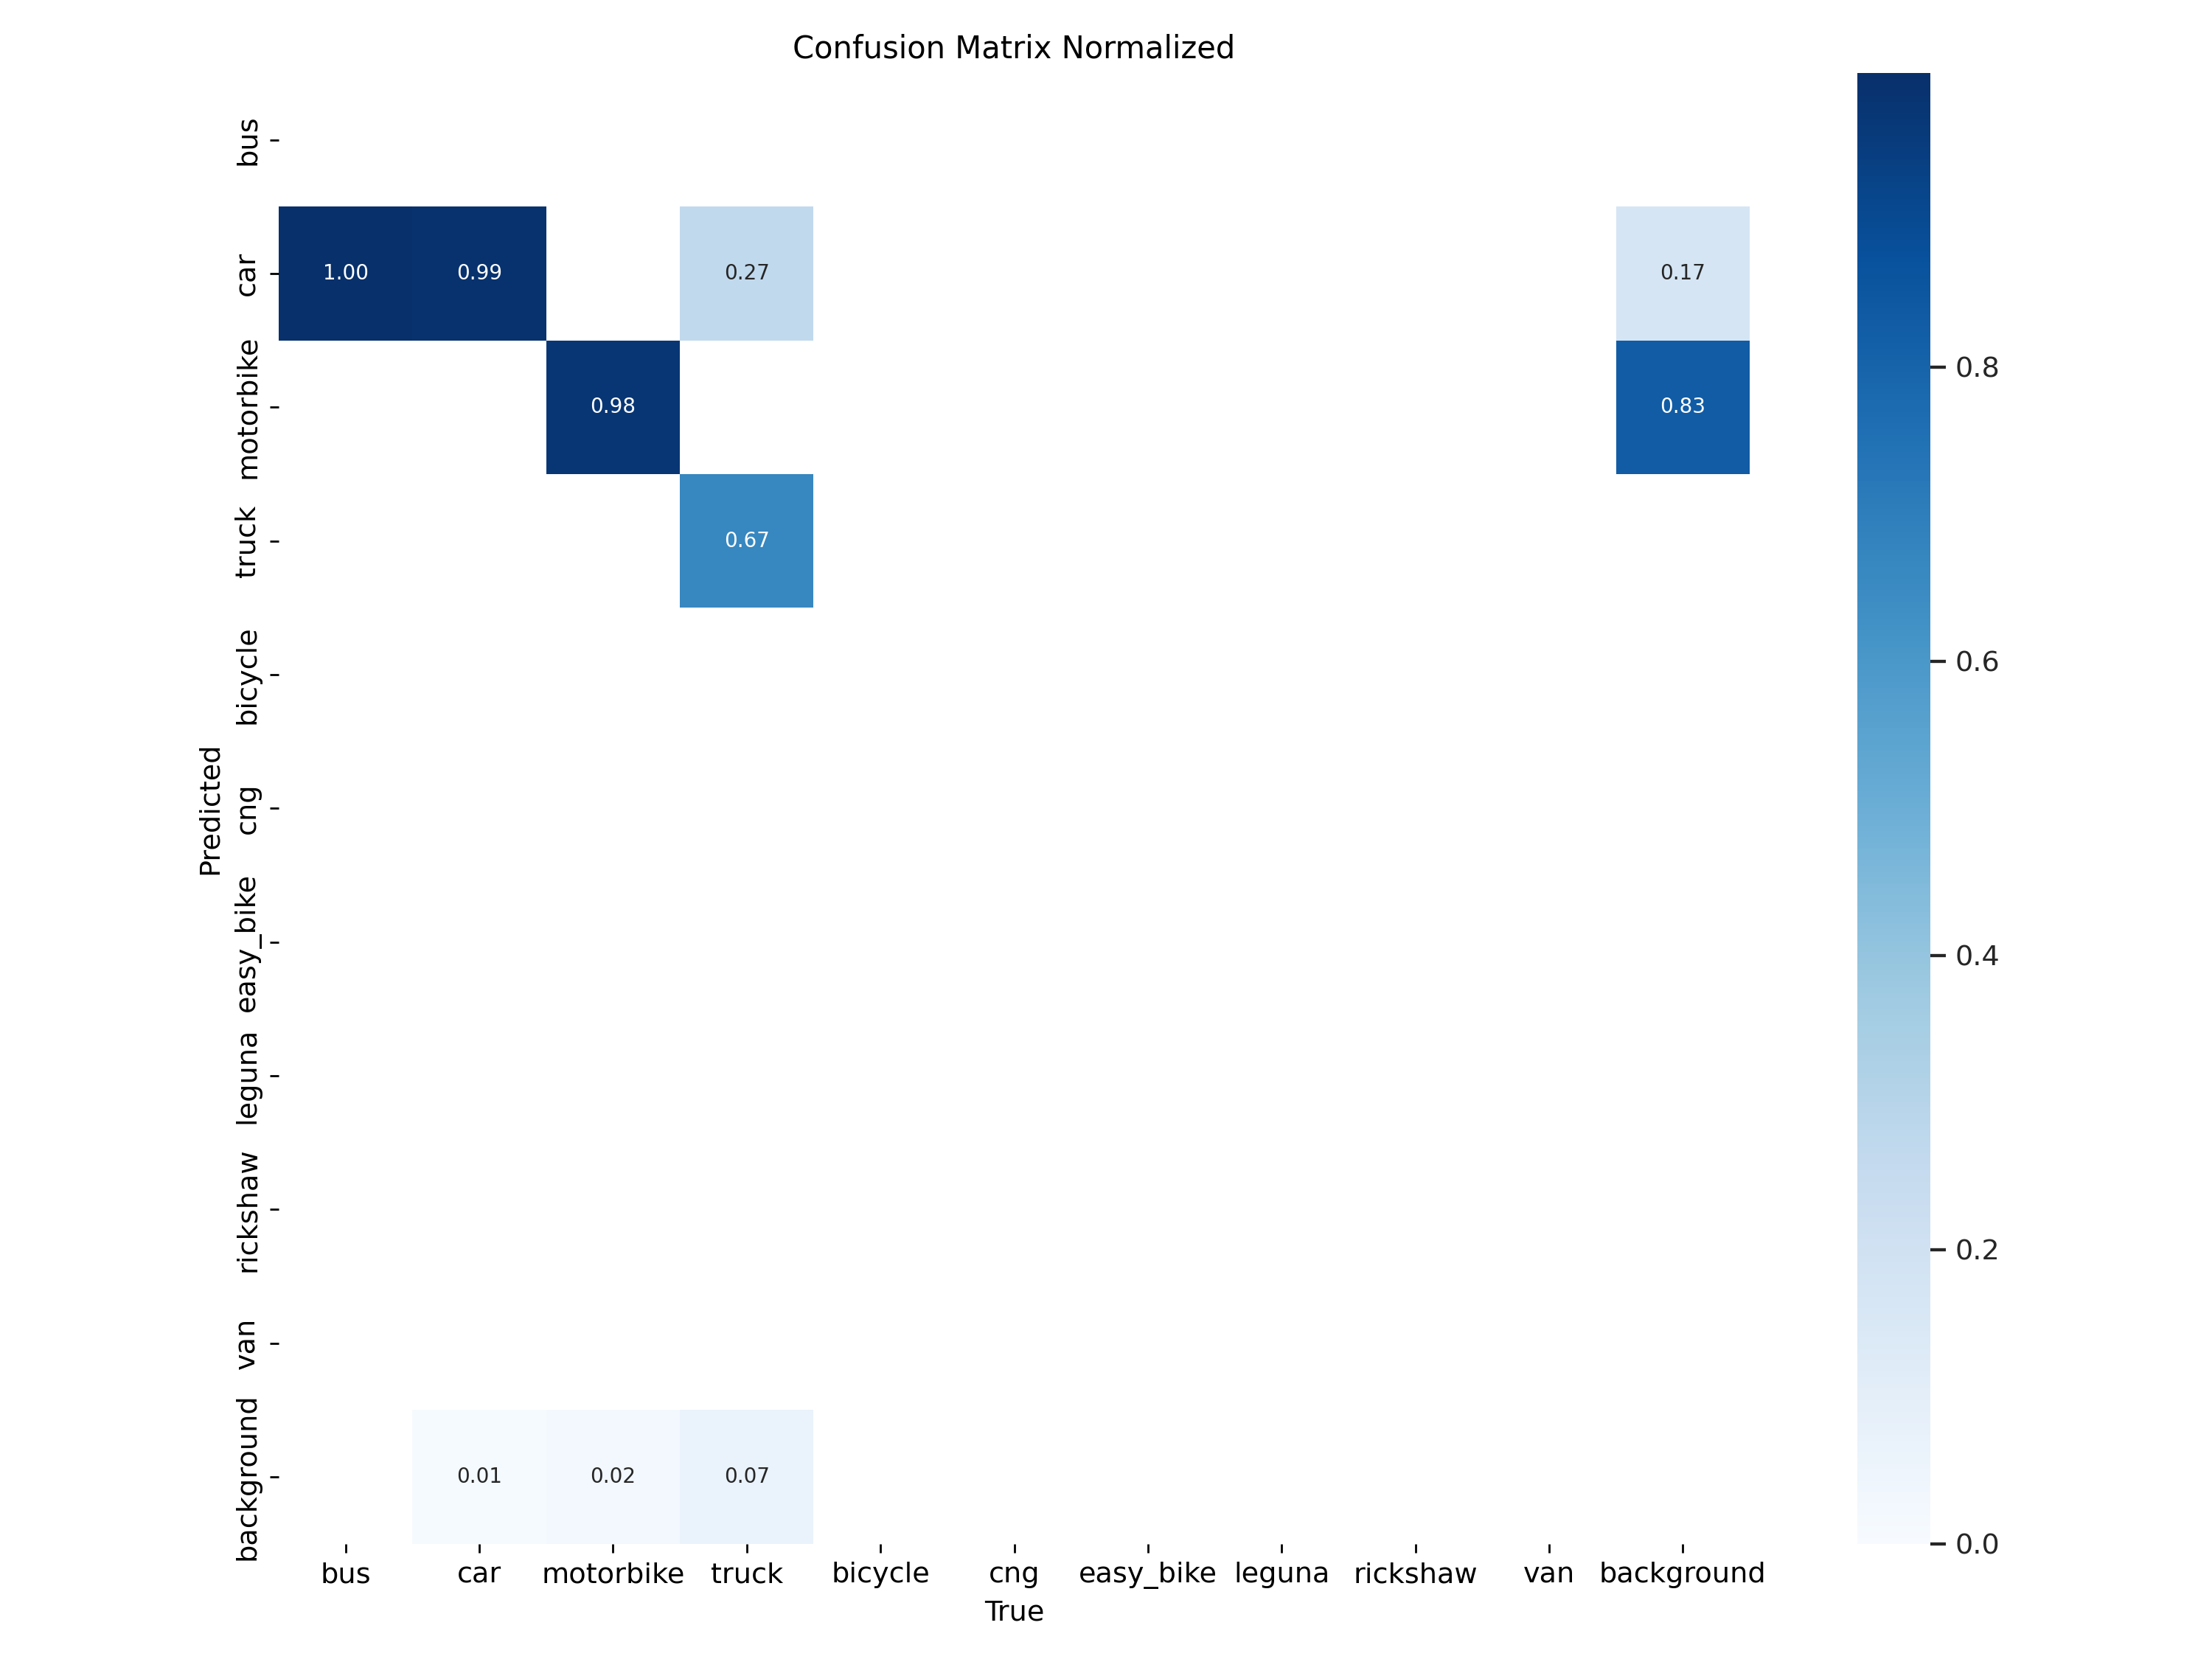 Confusion Matrix Normalized
bus
car
1.00 0.99 0.27 0.17
motorbike
0.98 0.83
truck
0.67
bicycle
cng
easy_bike
leguna
rickshaw
van
background
0.01 0.02 0.07
Predicted
bus car motorbike truck bicycle cng easy_bike leguna rickshaw van background
True
0.8
0.6
0.4
0.2
0.0